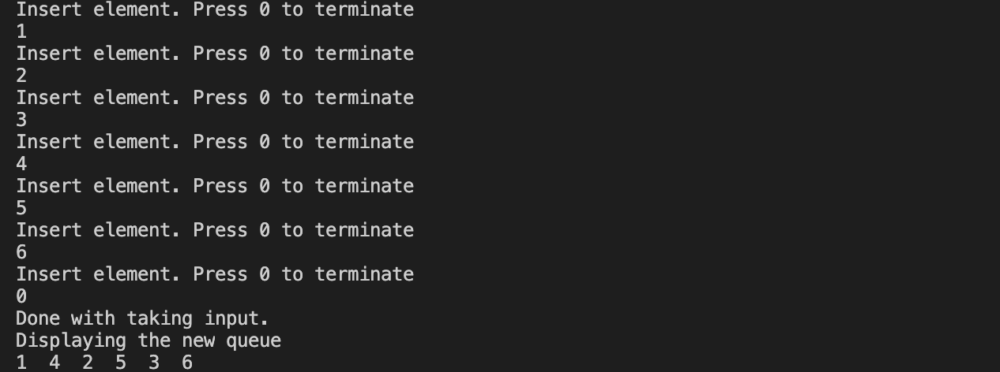 Insert element. Press 0 to terminate
1
Insert element. Press 0 to terminate
2
Insert element. Press 0 to terminate
3
Insert element. Press 0 to terminate
4
Insert element. Press 0 to terminate
5
Insert element. Press 0 to terminate
6
Insert element. Press 0 to terminate
0
Done with taking input.
Displaying the new queue
1  4  2  5  3  6